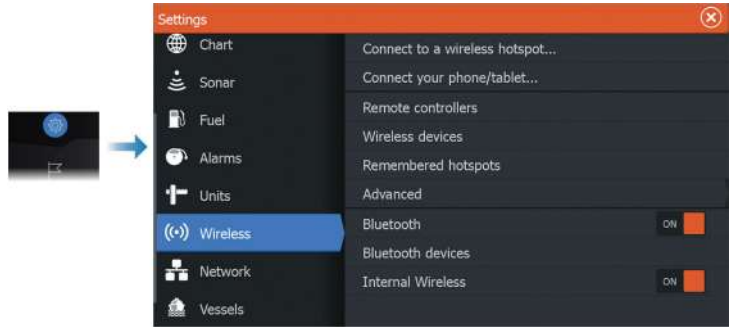 Settings
Chart
Sonar
Fuel
Alarms
Units
Wireless
Network
Vessels
Connect to a wireless hotspot...
Connect your phone/tablet...
Remote controllers
Wireless devices
Remembered hotspots
Advanced
Bluetooth ON
Bluetooth devices
Internal Wireless ON